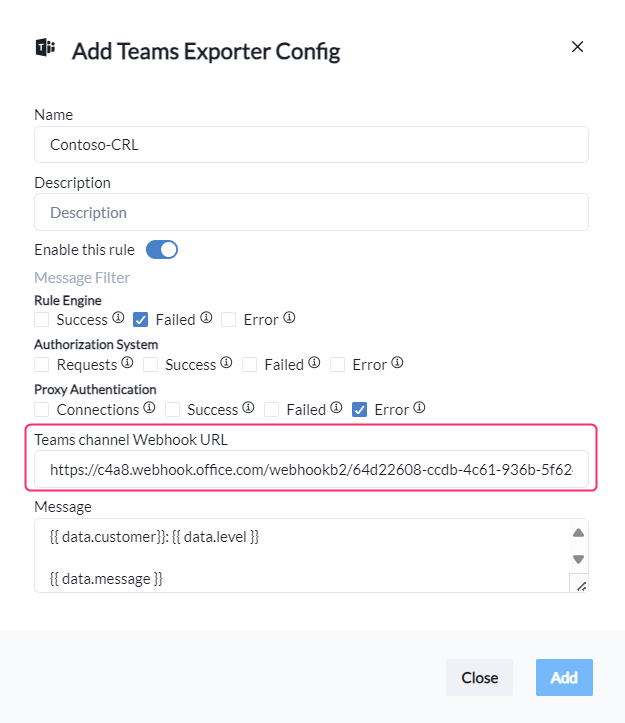 Add Teams Exporter Config
Name
Contoso-CRL
Description
Description
Enable this rule
Message Filter
Rule Engine
Success Failed Error
Authorization System
Requests Success Failed Error
Proxy Authentication
Connections Success Failed Error
Teams channel Webhook URL
https://c4a8.webhook.office.com/webhookb2/64d22608-ccdb-4c61-936b-5f62
Message
{{ data.customer}}: {{ data.level }}
{{ data.message }}
Close Add